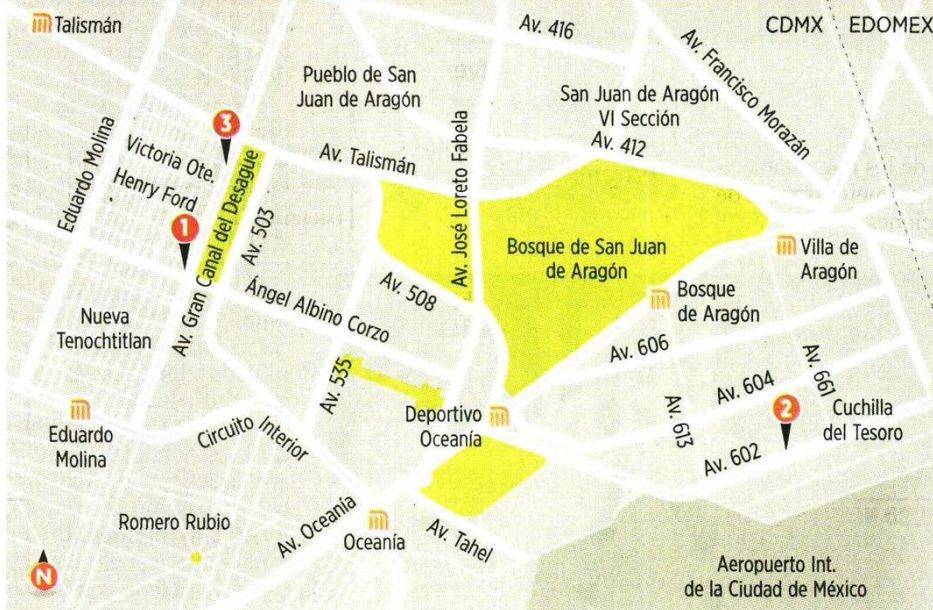 Talismán
Av. 416
CDMX
EDOMEX
Av. Francisco Morazán
Pueblo de San
Juan de Aragón
San Juan de Aragón
VI Sección
Eduardo Molina
3
Victoria Ote.
Henry Ford
Av. Talismán
Av. José Loreto Fabela
Av. 412
1
Av. Gran Canal del Desague
Av. 503
Bosque de San Juan
de Aragón
Villa de
Aragón
Av. 508
Ángel Albino Corzo
Bosque
de Aragón
Nueva
Tenochtitlan
Av. 606
Av. 535
Av. 604
Av. 661
Av. 613
2
Cuchilla
del Tesoro
Eduardo
Molina
Circuito Interior
Deportivo
Oceanía
Av. 602
Romero Rubio
Av. Oceanía
Oceanía
Av. Tahel
N
Aeropuerto Int.
de la Ciudad de México